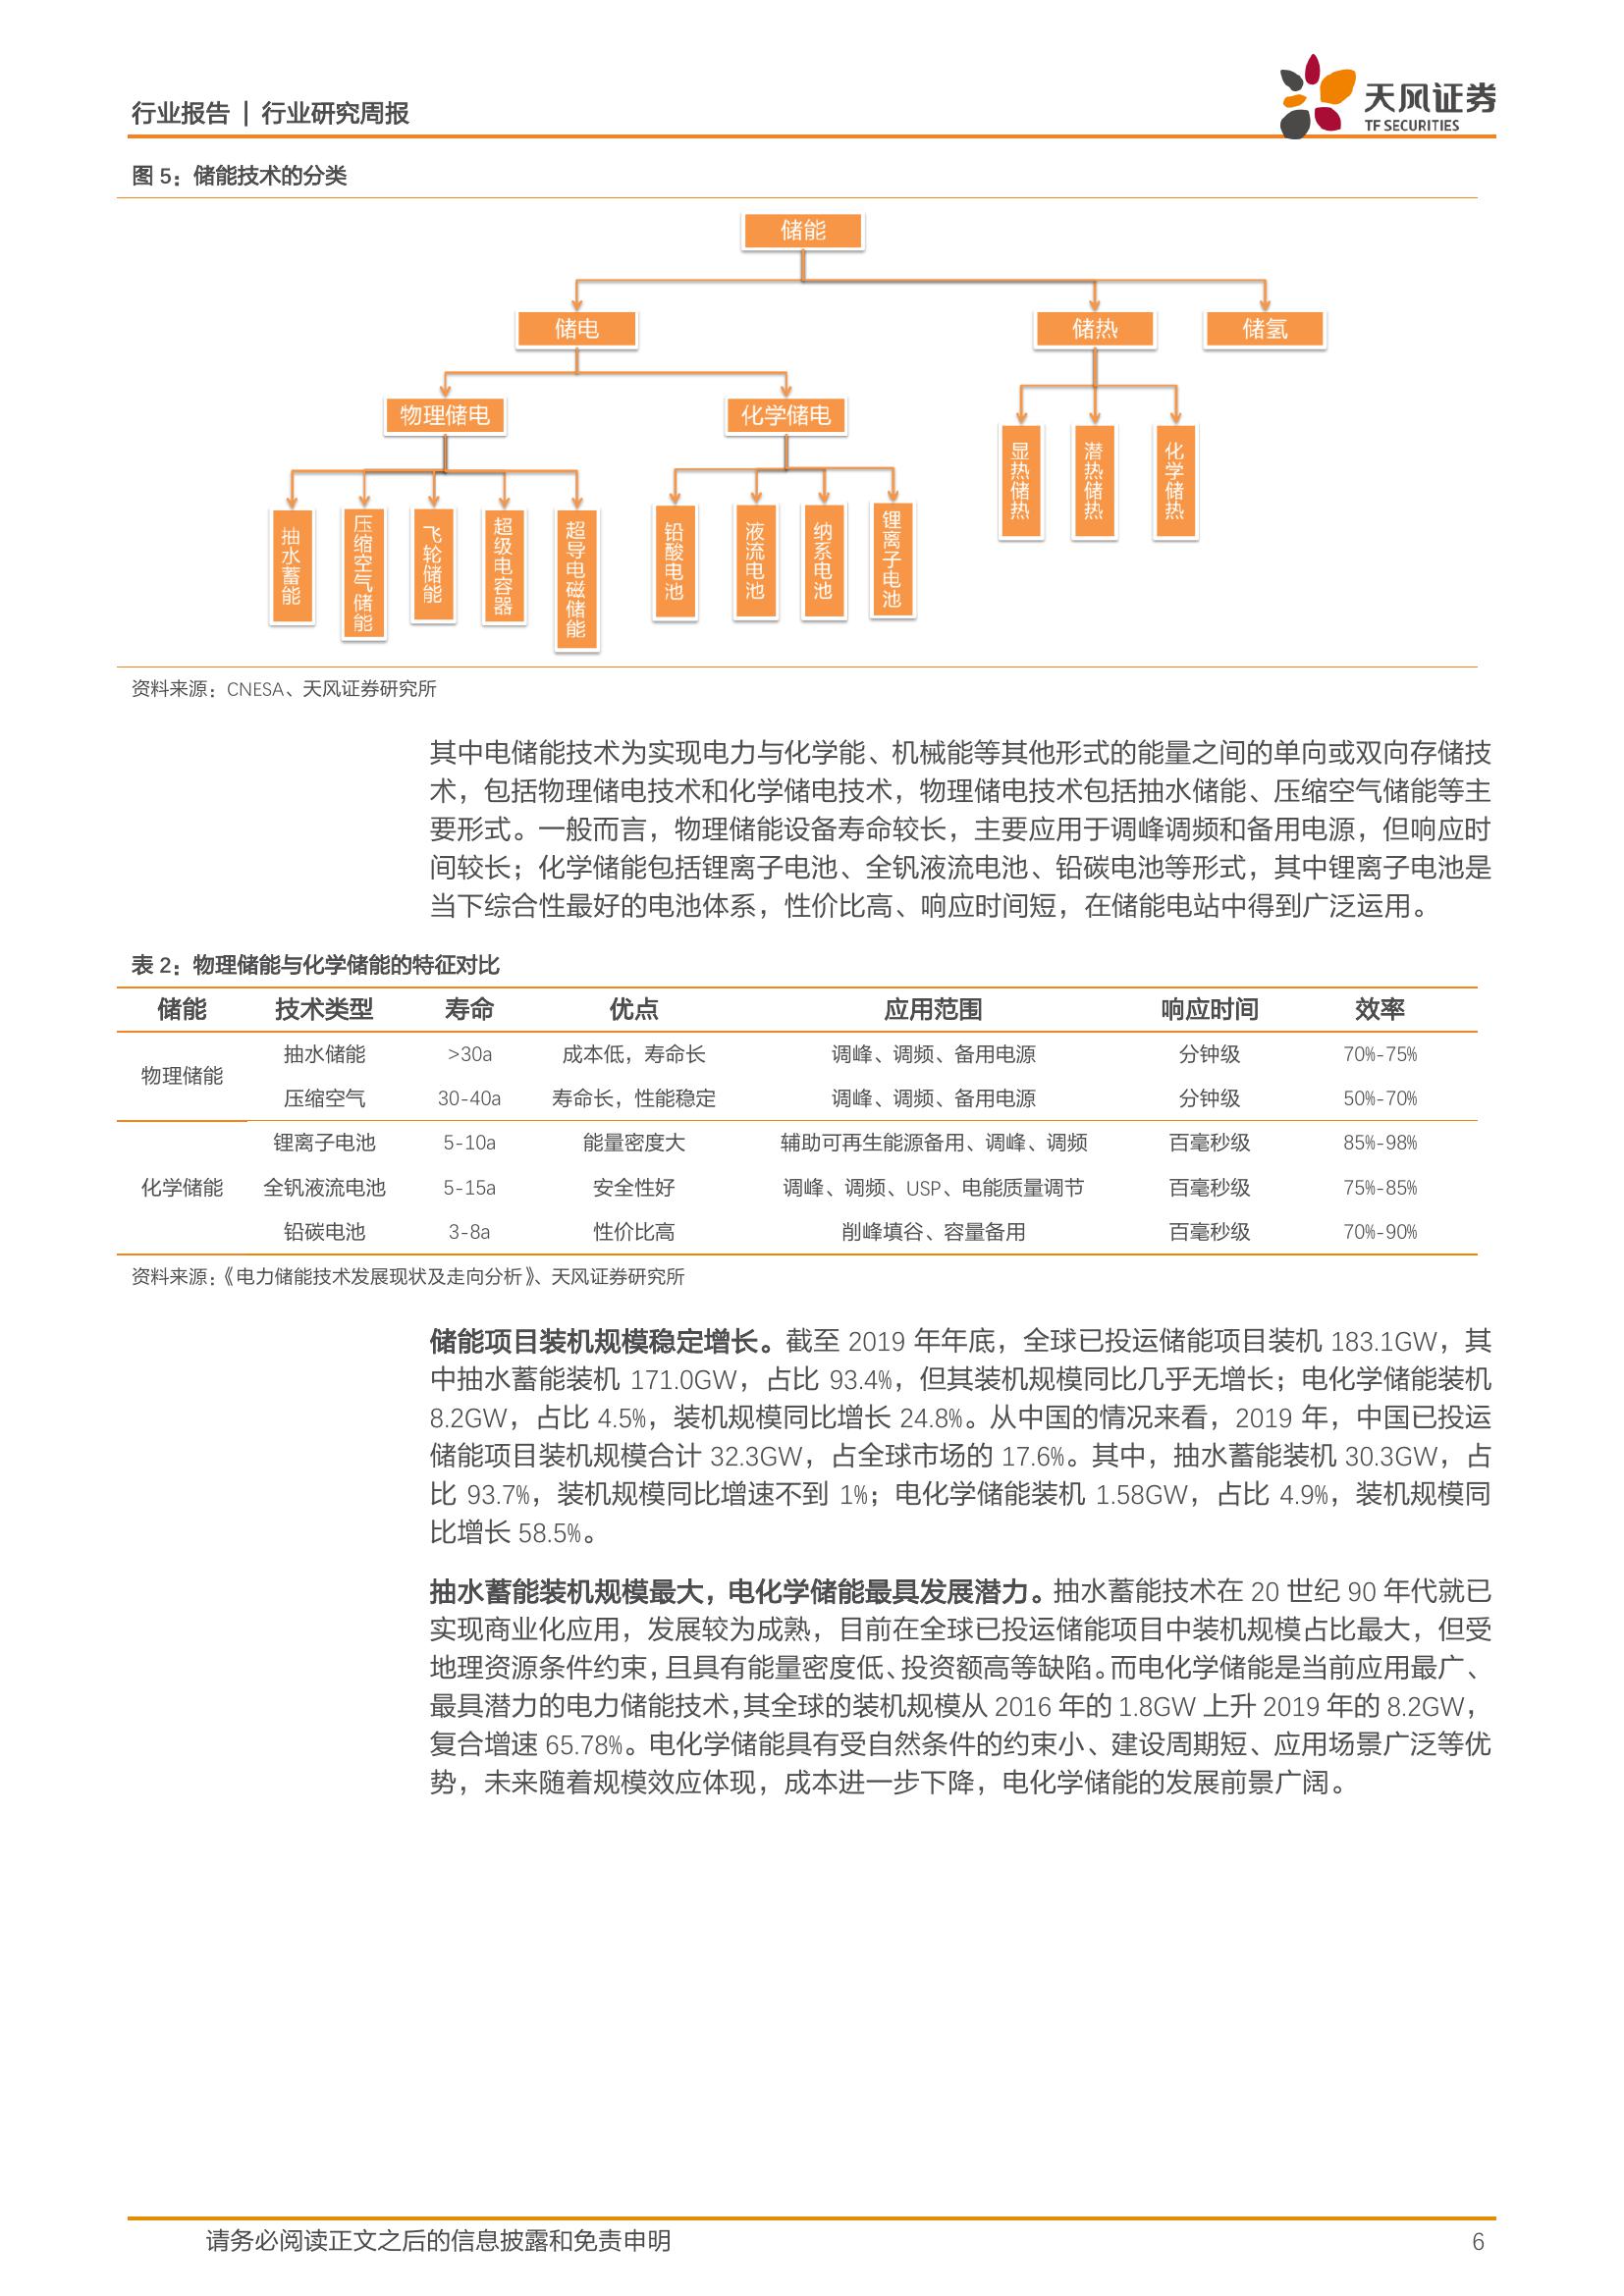 行业报告 | 行业研究周报
天风证券
TF SECURITIES
图 5：储能技术的分类
储能
储电
储热
储氢
物理储电
化学储电
显热储热
潜热储热
化学储热
抽水蓄能
压缩空气储能
飞轮储能
超级电容器
超导电磁储能
铅酸电池
液流电池
纳系电池
锂离子电池
资料来源：CNESA、天风证券研究所
其中电储能技术为实现电力与化学能、机械能等其他形式的能量之间的单向或双向存储技
术，包括物理储电技术和化学储电技术，物理储电技术包括抽水储能、压缩空气储能等主
要形式。一般而言，物理储能设备寿命较长，主要应用于调峰调频和备用电源，但响应时
间较长；化学储能包括锂离子电池、全钒液流电池、铅碳电池等形式，其中锂离子电池是
当下综合性最好的电池体系，性价比高、响应时间短，在储能电站中得到广泛运用。
表 2：物理储能与化学储能的特征对比
储能 技术类型 寿命 优点 应用范围 响应时间 效率
物理储能
抽水储能 >30a 成本低，寿命长 调峰、调频、备用电源 分钟级 70%-75%
压缩空气 30-40a 寿命长，性能稳定 调峰、调频、备用电源 分钟级 50%-70%
化学储能
锂离子电池 5-10a 能量密度大 辅助可再生能源备用、调峰、调频 百毫秒级 85%-98%
全钒液流电池 5-15a 安全性好 调峰、调频、USP、电能质量调节 百毫秒级 75%-85%
铅碳电池 3-8a 性价比高 削峰填谷、容量备用 百毫秒级 70%-90%
资料来源：《电力储能技术发展现状及走向分析》、天风证券研究所
储能项目装机规模稳定增长。截至 2019 年年底，全球已投运储能项目装机 183.1GW，其
中抽水蓄能装机 171.0GW，占比 93.4%，但其装机规模同比几乎无增长；电化学储能装机
8.2GW，占比 4.5%，装机规模同比增长 24.8%。从中国的情况来看，2019 年，中国已投运
储能项目装机规模合计 32.3GW，占全球市场的 17.6%。其中，抽水蓄能装机 30.3GW，占
比 93.7%，装机规模同比增速不到 1%；电化学储能装机 1.58GW，占比 4.9%，装机规模同
比增长 58.5%。
抽水蓄能装机规模最大，电化学储能最具发展潜力。抽水蓄能技术在 20 世纪 90 年代就已
实现商业化应用，发展较为成熟，目前在全球已投运储能项目中装机规模占比最大，但受
地理资源条件约束，且具有能量密度低、投资额高等缺陷。而电化学储能是当前应用最广、
最具潜力的电力储能技术，其全球的装机规模从 2016 年的 1.8GW 上升 2019 年的 8.2GW，
复合增速 65.78%。电化学储能具有受自然条件的约束小、建设周期短、应用场景广泛等优
势，未来随着规模效应体现，成本进一步下降，电化学储能的发展前景广阔。
请务必阅读正文之后的信息披露和免责申明
6